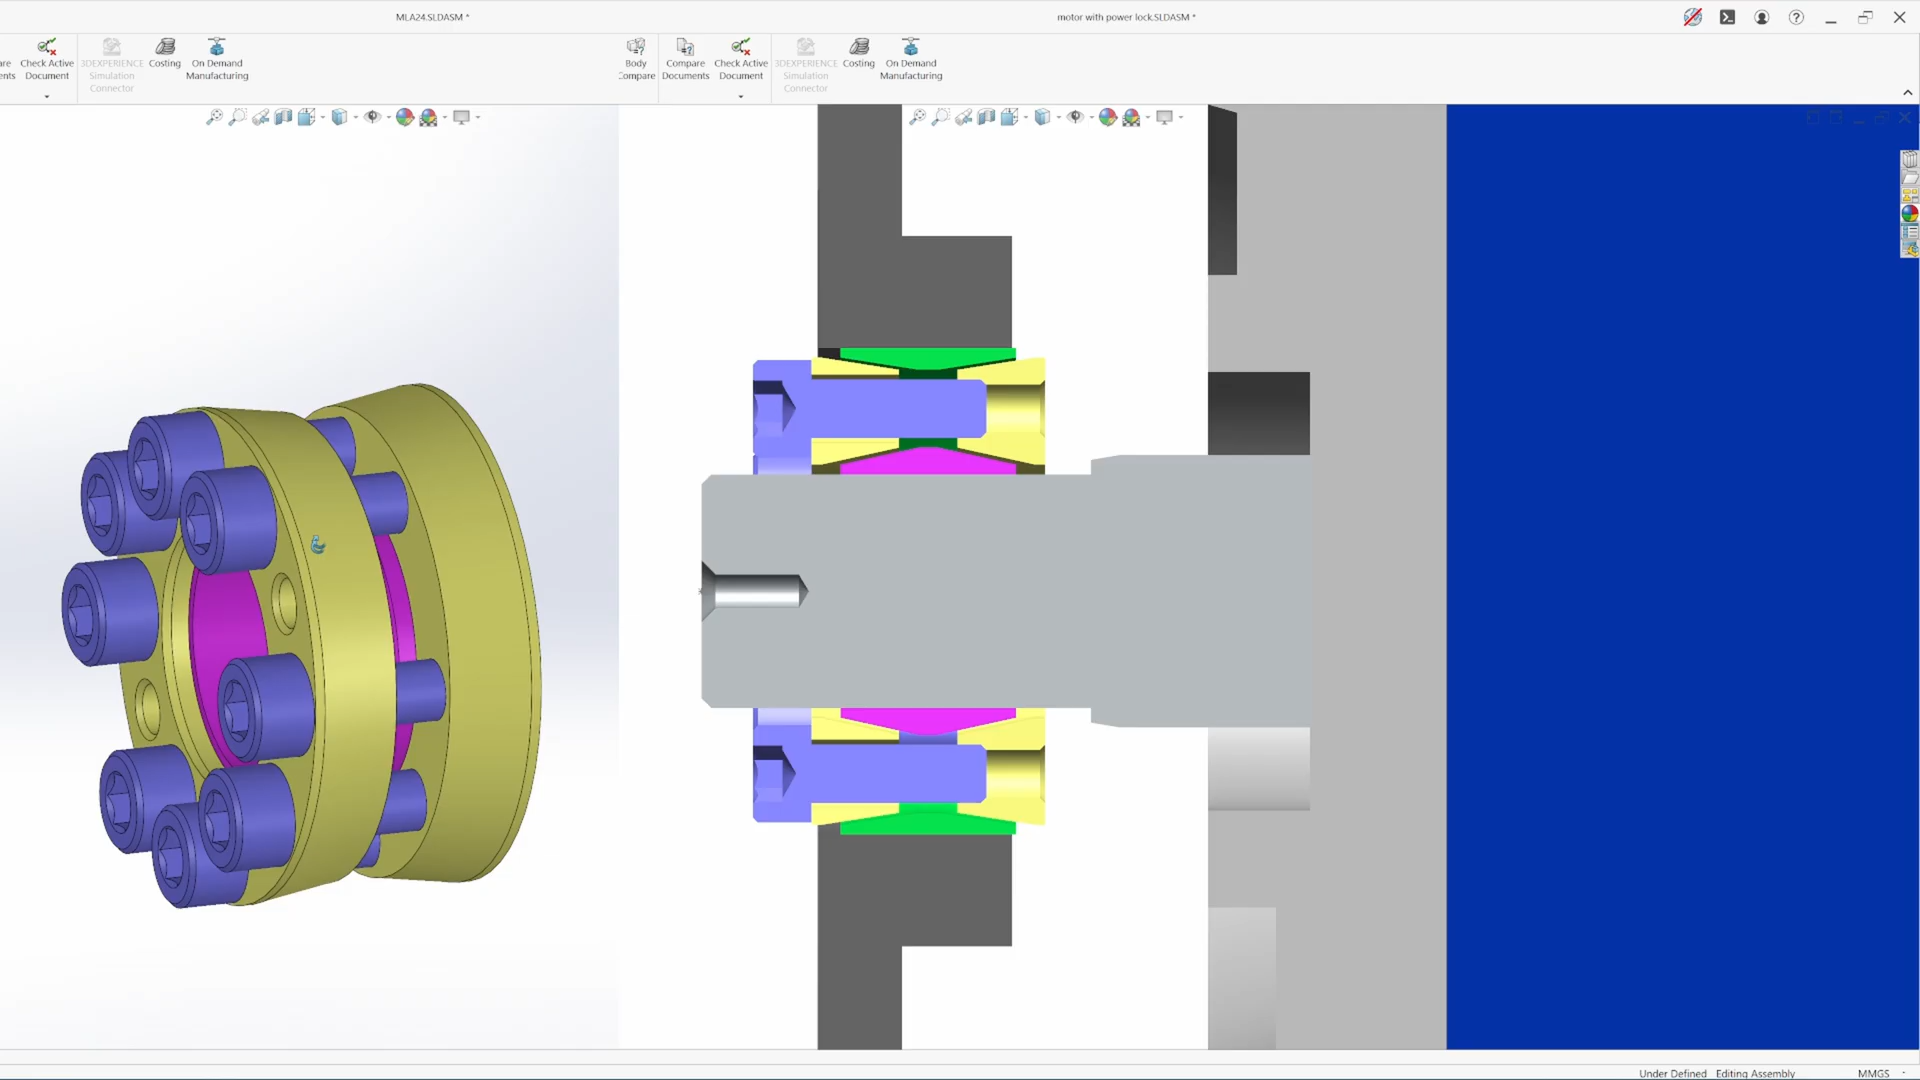 MLA24.SLDASM *
motor with power lock.SLDASM *
Check Active
Document
3DEXPERIENCE
Simulation
Connector
Costing
On Demand
Manufacturing
Body
Compare
Documents
Check Active
Document
3DEXPERIENCE
Simulation
Connector
Costing
On Demand
Manufacturing
Under Defined
Editing Assembly
MMGS